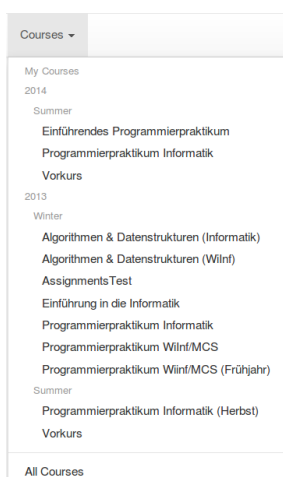 Courses
My Courses
2014
Summer
Einführendes Programmierpraktikum
Programmierpraktikum Informatik
Vorkurs
2013
Winter
Algorithmen & Datenstrukturen (Informatik)
Algorithmen & Datenstrukturen (WiInf)
AssignmentsTest
Einführung in die Informatik
Programmierpraktikum Informatik
Programmierpraktikum WiInf/MCS
Programmierpraktikum Wiinf/MCS (Frühjahr)
Summer
Programmierpraktikum Informatik (Herbst)
Vorkurs
All Courses